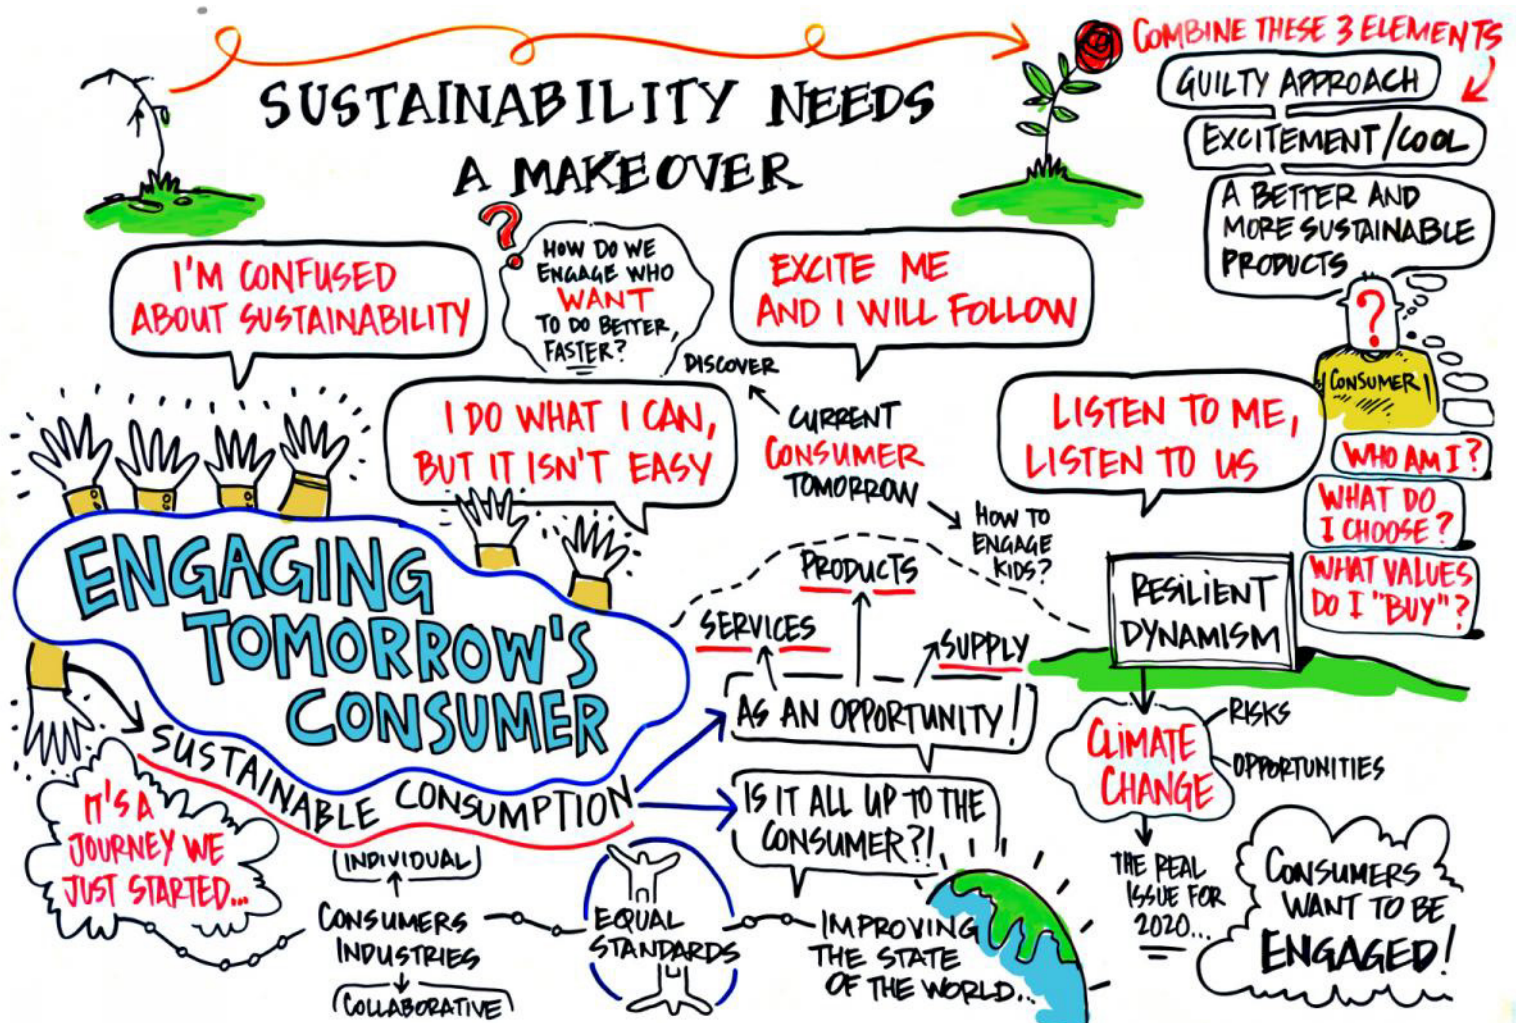 SUSTAINABILITY NEEDS
A MAKEOVER
COMBINE THESE 3 ELEMENTS
GUILTY APPROACH
EXCITEMENT/COOL
A BETTER AND
MORE SUSTAINABLE
PRODUCTS
?
CONSUMER
WHO AM I?
WHAT DO
I CHOOSE?
WHAT VALUES
DO I "BUY"?
I'M CONFUSED
ABOUT SUSTAINABILITY
?
HOW DO WE
ENGAGE WHO
WANT
TO DO BETTER,
FASTER?
EXCITE ME
AND I WILL FOLLOW
I DO WHAT I CAN,
BUT IT ISN'T EASY
DISCOVER
CURRENT
CONSUMER
TOMORROW
HOW TO
ENGAGE
KIDS?
LISTEN TO ME,
LISTEN TO US
ENGAGING
TOMORROW'S
CONSUMER
SUSTAINABLE CONSUMPTION
PRODUCTS
SERVICES
SUPPLY
AS AN OPPORTUNITY!
IS IT ALL UP TO THE
CONSUMER?!
RESILIENT
DYNAMISM
CLIMATE
CHANGE
RISKS
OPPORTUNITIES
THE REAL
ISSUE FOR
2020...
IT'S A
JOURNEY WE
JUST STARTED...
INDIVIDUAL
CONSUMERS
INDUSTRIES
COLLABORATIVE
EQUAL
STANDARDS
IMPROVING
THE STATE
OF THE WORLD...
CONSUMERS
WANT TO BE
ENGAGED!